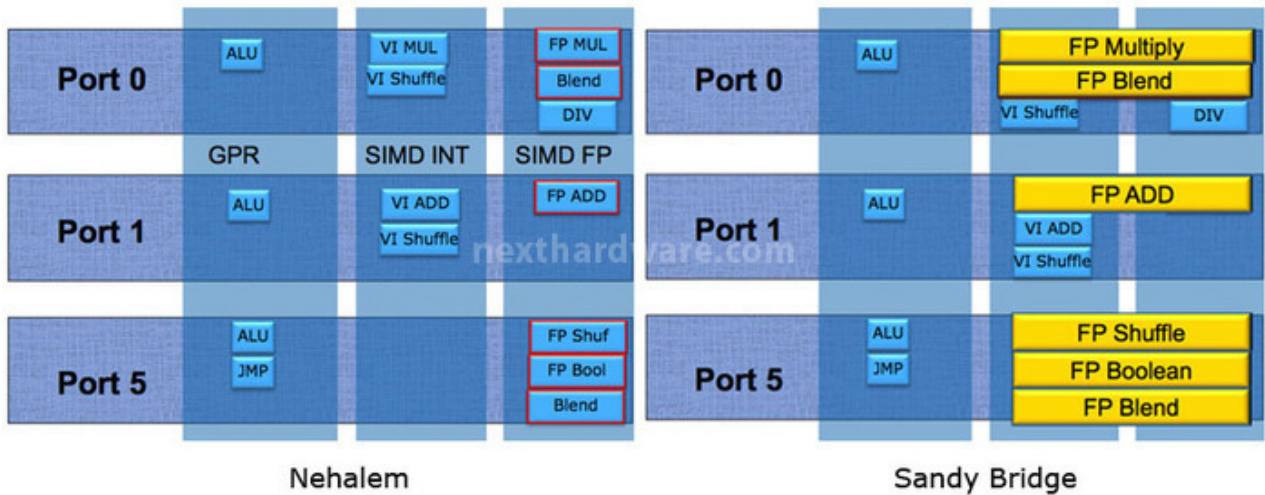 Port 0
ALU
VI MUL
VI Shuffle
FP MUL
Blend
DIV
GPR
SIMD INT
SIMD FP
Port 1
ALU
VI ADD
VI Shuffle
FP ADD
Port 5
ALU
JMP
FP Shuf
FP Bool
Blend
Nehalem
nexthardware.com
Port 0
ALU
FP Multiply
FP Blend
VI Shuffle
DIV
Port 1
ALU
FP ADD
VI ADD
VI Shuffle
Port 5
ALU
JMP
FP Shuffle
FP Boolean
FP Blend
Sandy Bridge